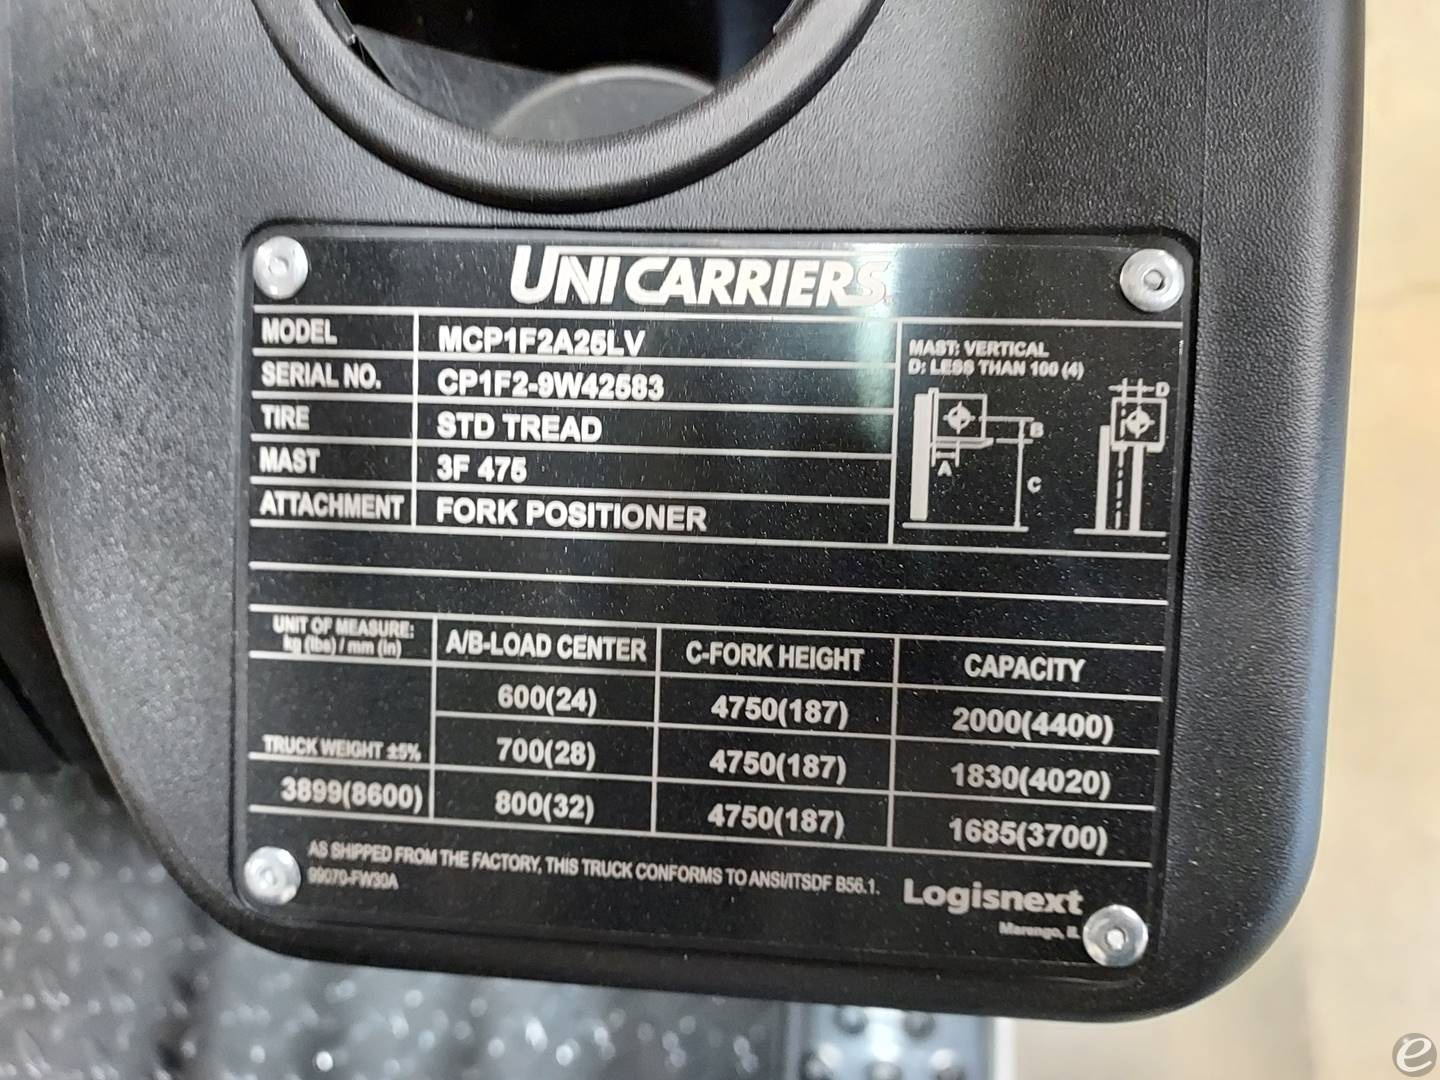 UNICARRIERS
MODEL MCP1F2A25LV
SERIAL NO. CP1F2-9W42583
TIRE STD TREAD
MAST 3F 475
ATTACHMENT FORK POSITIONER
MAST: VERTICAL
D: LESS THAN 100 (4)
A
B
C
D
UNIT OF MEASURE:
kg (lbs) / mm (in)
A/B-LOAD CENTER C-FORK HEIGHT CAPACITY
600(24) 4750(187) 2000(4400)
TRUCK WEIGHT ±5% 700(28) 4750(187) 1830(4020)
3899(8600) 800(32) 4750(187) 1685(3700)
AS SHIPPED FROM THE FACTORY, THIS TRUCK CONFORMS TO ANSI/ITSDF B56.1.
99070-FW30A
Logisnext
Marengo, IL
e